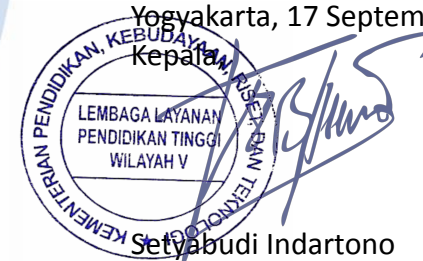 Yogyakarta, 17 Septem
Kepala,
KEMENTERIAN PENDIDIKAN, KEBUDAYAAN, RISET, DAN TEKNOLOGI
LEMBAGA LAYANAN
PENDIDIKAN TINGGI
WILAYAH V
Setyabudi Indartono